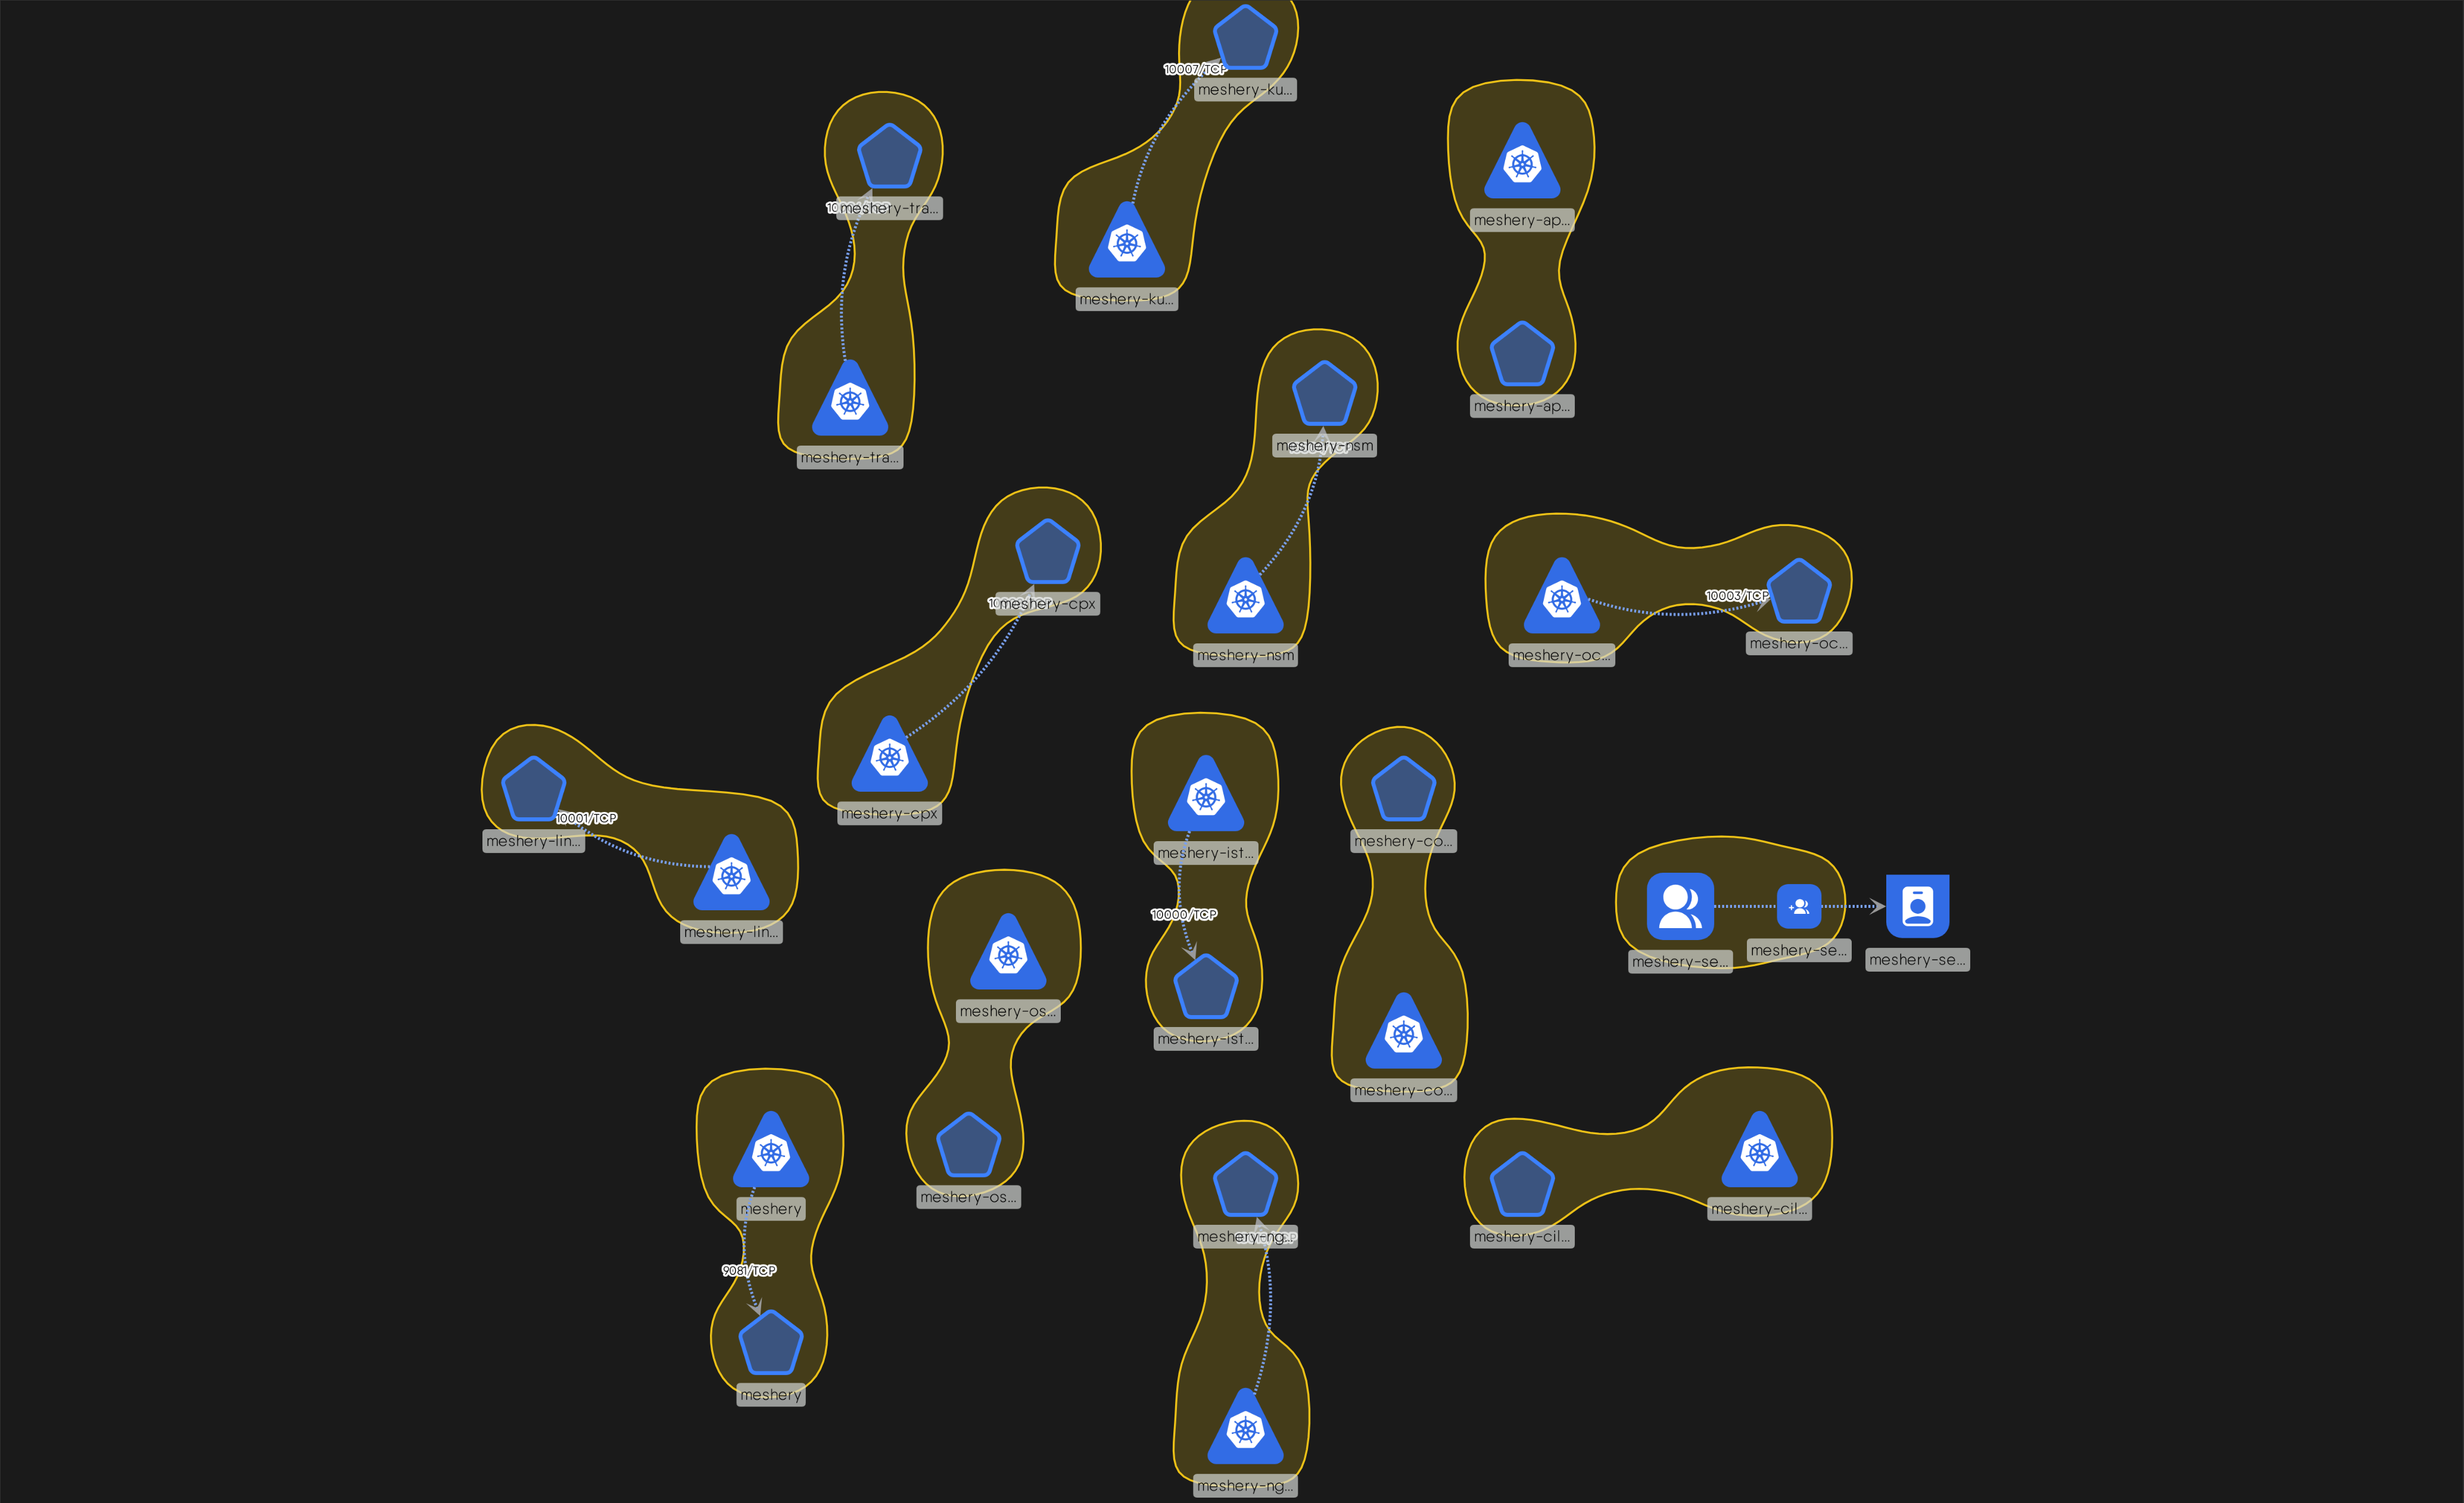 10007/TCP
meshery-ku...
meshery-tra...
meshery-ap...
meshery-ku...
meshery-ap...
meshery-nsm
meshery-tra...
meshery-cpx
10003/TCP
meshery-oc...
meshery-nsm
meshery-oc...
meshery-cpx
10001/TCP
meshery-lin...
meshery-co...
meshery-ist...
10000/TCP
meshery-lin...
meshery-se...
meshery-se...
meshery-se...
meshery-os...
meshery-ist...
meshery-co...
meshery-os...
meshery
meshery-cil...
meshery-ng...
meshery-cil...
9081/TCP
meshery
meshery-ng...